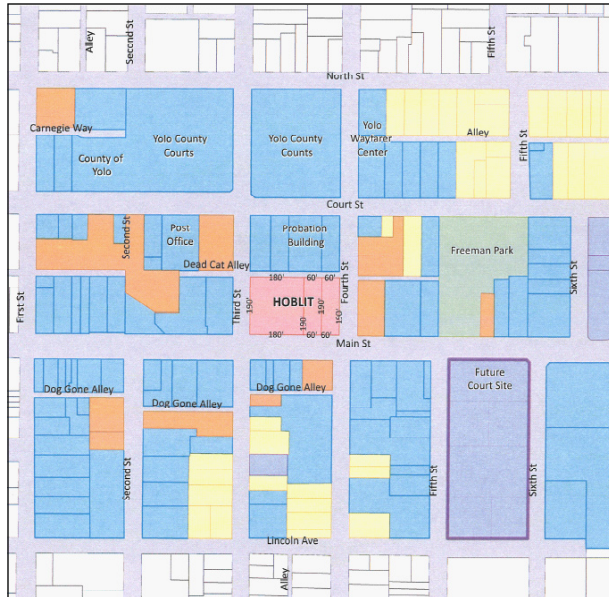 Alley
Second St
Fifth St
North St
Carnegie Way
Yolo County
Courts
Yolo County
Counts
Yolo
Wayfarer
Center
Alley
Fifth St
County of
Yolo
Court St
Second St
Post
Office
Probation
Building
Freeman Park
Dead Cat Alley
Fourth St
Sixth St
180' 60' 60'
First St
Third St
190'
HOBLIT
190'
190'
190'
180' 60' 60'
Main St
Future
Court Site
Dog Gone Alley
Dog Gone Alley
Dog Gone Alley
Second St
Fifth St
Sixth St
Lincoln Ave
Alley